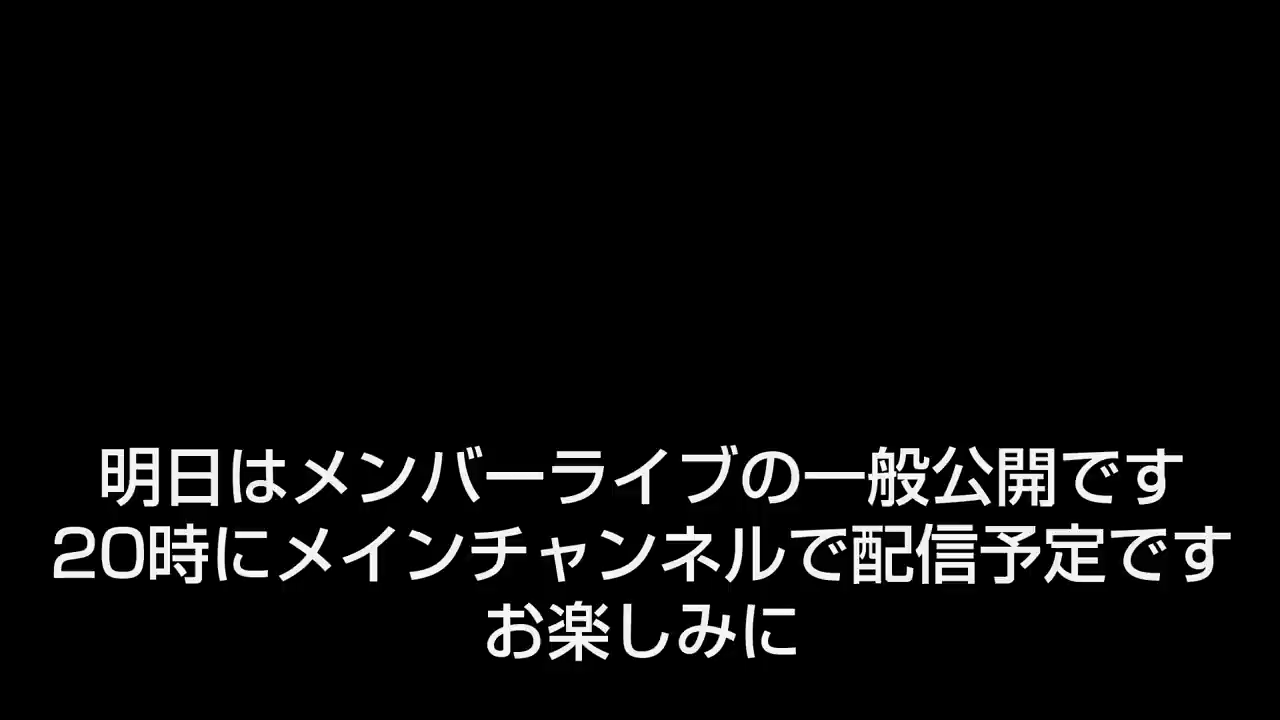 明日はメンバーライブの一般公開です
20時にメインチャンネルで配信予定です
お楽しみに